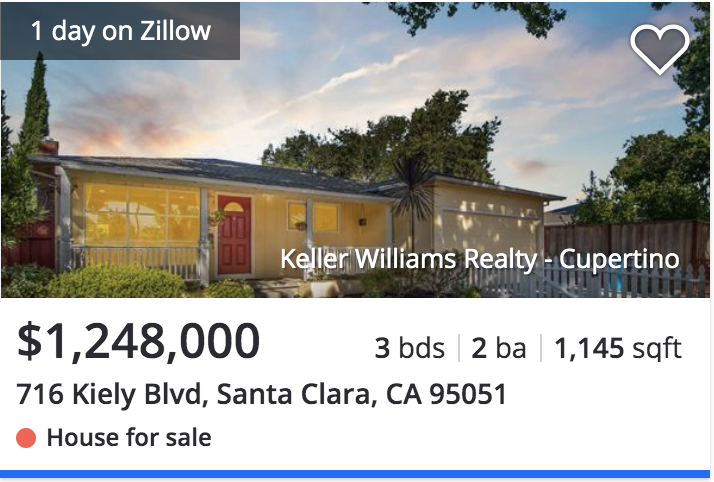 1 day on Zillow
Keller Williams Realty - Cupertino
$1,248,000
3 bds | 2 ba | 1,145 sqft
716 Kiely Blvd, Santa Clara, CA 95051
House for sale